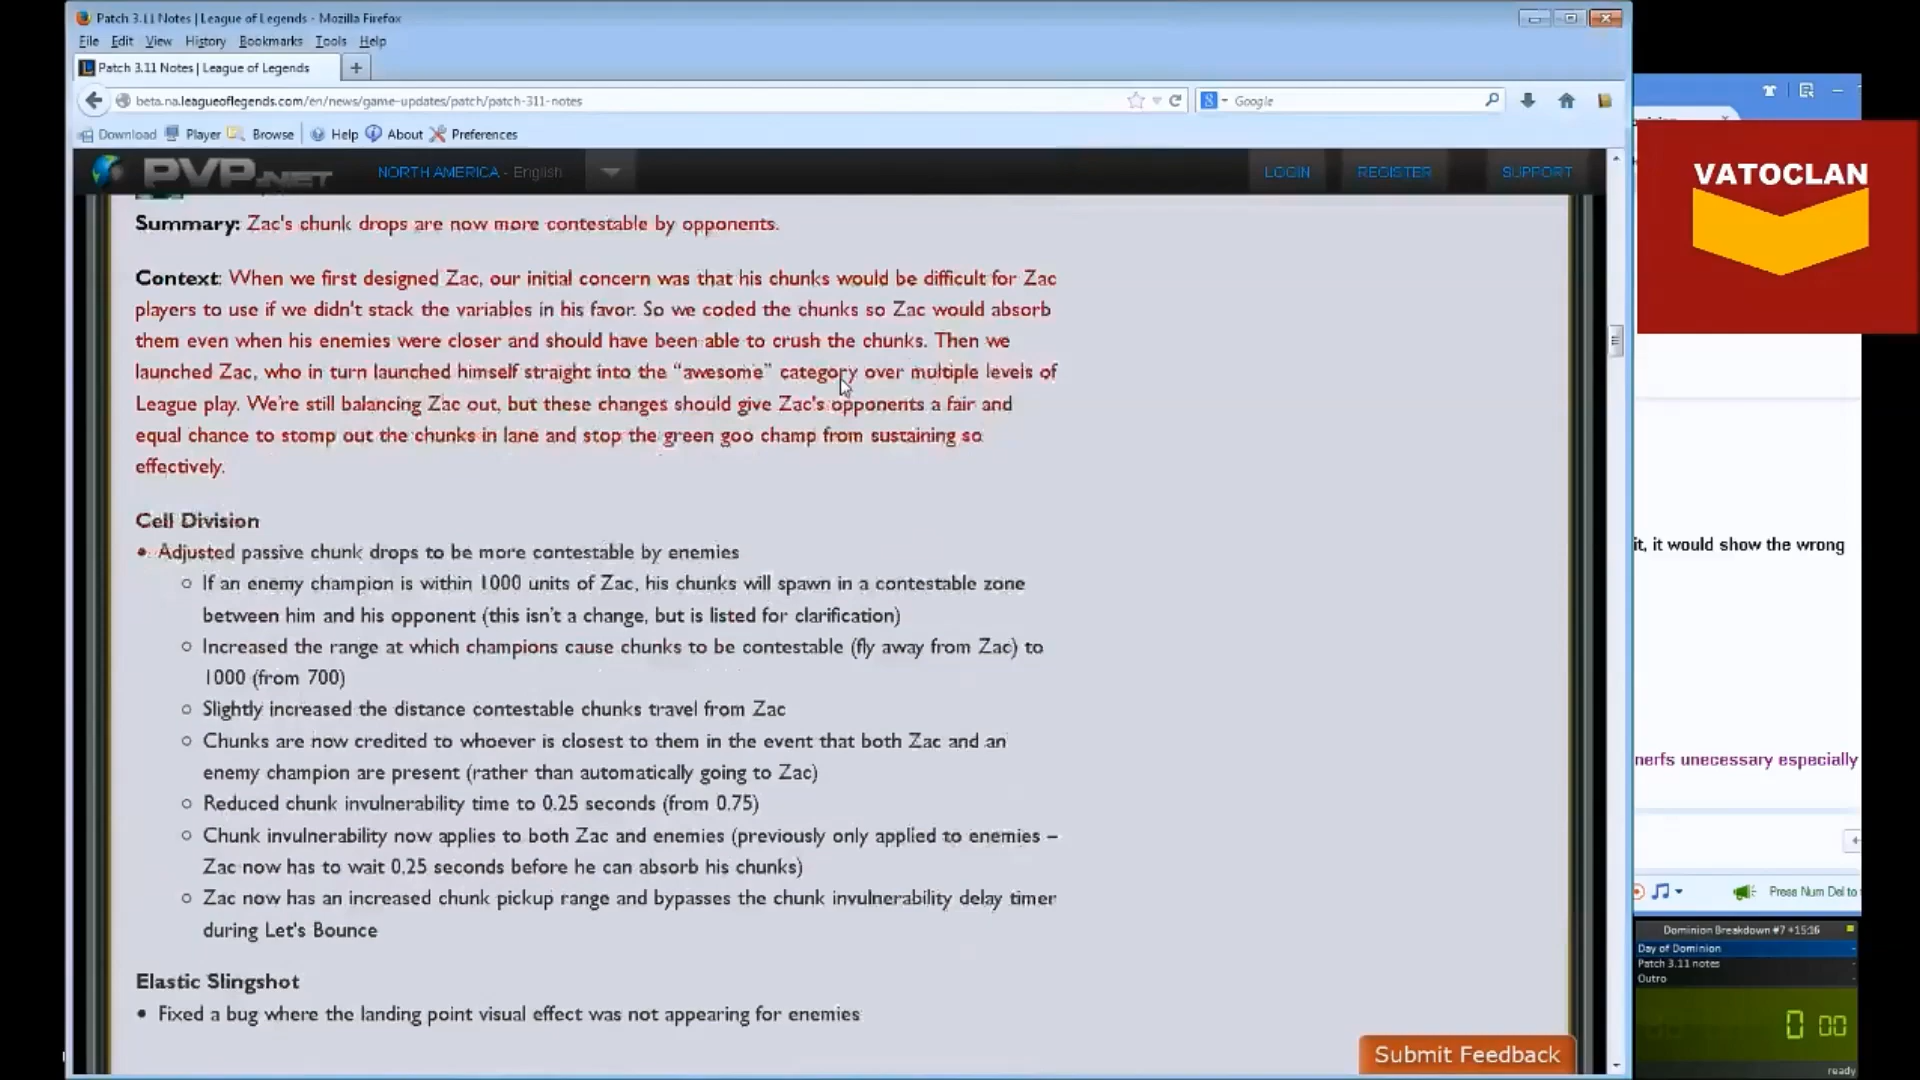 Patch 3.11 Notes | League of Legends - Mozilla Firefox
File Edit View History Bookmarks Tools Help
Patch 3.11 Notes | League of Legends
beta.na.leagueoflegends.com/en/news/game-updates/patch/patch-311-notes
Google
Download Player Browse Help About Preferences
PVP.NET
NORTH AMERICA - English
LOGIN REGISTER SUPPORT
VATOCLAN
Summary: Zac's chunk drops are now more contestable by opponents.
Context: When we first designed Zac, our initial concern was that his chunks would be difficult for Zac
players to use if we didn't stack the variables in his favor. So we coded the chunks so Zac would absorb
them even when his enemies were closer and should have been able to crush the chunks. Then we
launched Zac, who in turn launched himself straight into the “awesome” category over multiple levels of
League play. We're still balancing Zac out, but these changes should give Zac's opponents a fair and
equal chance to stomp out the chunks in lane and stop the green goo champ from sustaining so
effectively.
Cell Division
• Adjusted passive chunk drops to be more contestable by enemies
○ If an enemy champion is within 1000 units of Zac, his chunks will spawn in a contestable zone
between him and his opponent (this isn't a change, but is listed for clarification)
○ Increased the range at which champions cause chunks to be contestable (fly away from Zac) to
1000 (from 700)
○ Slightly increased the distance contestable chunks travel from Zac
○ Chunks are now credited to whoever is closest to them in the event that both Zac and an
enemy champion are present (rather than automatically going to Zac)
○ Reduced chunk invulnerability time to 0.25 seconds (from 0.75)
○ Chunk invulnerability now applies to both Zac and enemies (previously only applied to enemies –
Zac now has to wait 0.25 seconds before he can absorb his chunks)
○ Zac now has an increased chunk pickup range and bypasses the chunk invulnerability delay timer
during Let's Bounce
Elastic Slingshot
• Fixed a bug where the landing point visual effect was not appearing for enemies
Submit Feedback
it, it would show the wrong
nerfs unecessary especially
Press Num Del to
Dominion Breakdown #7 +15:16
Day of Dominion -
Patch 3.11 notes -
Outro -
0 00
ready